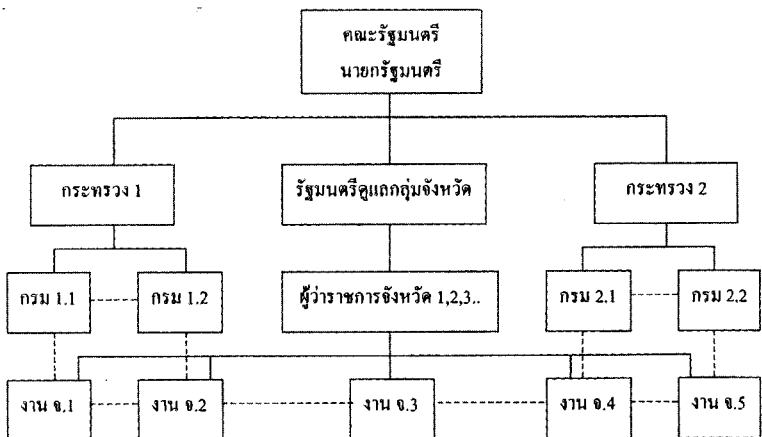 คณะรัฐมนตรี
นายกรัฐมนตรี
กระทรวง 1
รัฐมนตรีดูแลกลุ่มจังหวัด
กระทรวง 2
กรม 1.1
กรม 1.2
ผู้ว่าราชการจังหวัด 1,2,3..
กรม 2.1
กรม 2.2
งาน จ.1
งาน จ.2
งาน จ.3
งาน จ.4
งาน จ.5